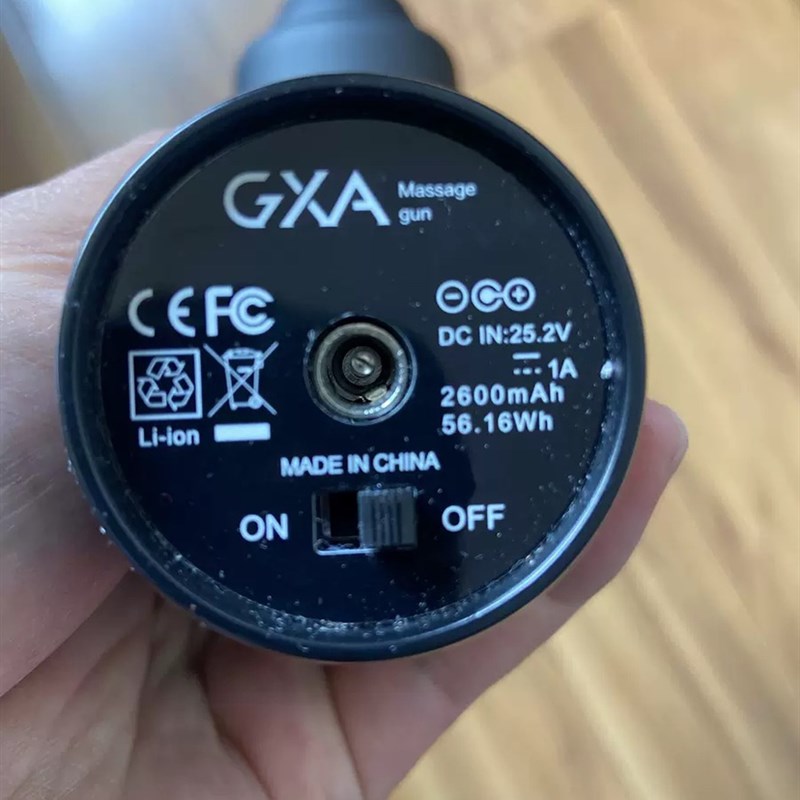 GXA Massage
gun
CE FC
DC IN:25.2V
⎓ 1A
2600mAh
56.16Wh
Li-ion
MADE IN CHINA
ON OFF